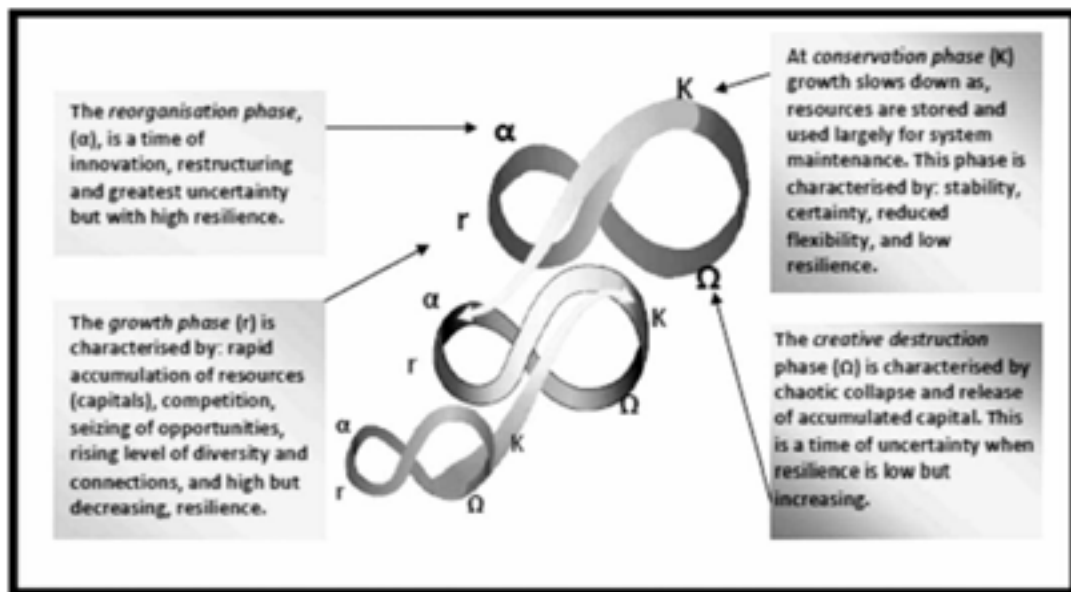 The reorganisation phase,
(α), is a time of
innovation, restructuring
and greatest uncertainty
but with high resilience.
The growth phase (r) is
characterised by: rapid
accumulation of resources
(capitals), competition,
seizing of opportunities,
rising level of diversity and
connections, and high but
decreasing, resilience.
K
α
r
Ω
α
K
r
Ω
α
K
r
Ω
At conservation phase (K)
growth slows down as,
resources are stored and
used largely for system
maintenance. This phase is
characterised by: stability,
certainty, reduced
flexibility, and low
resilience.
The creative destruction
phase (Ω) is characterised by
chaotic collapse and release
of accumulated capital. This
is a time of uncertainty when
resilience is low but
increasing.